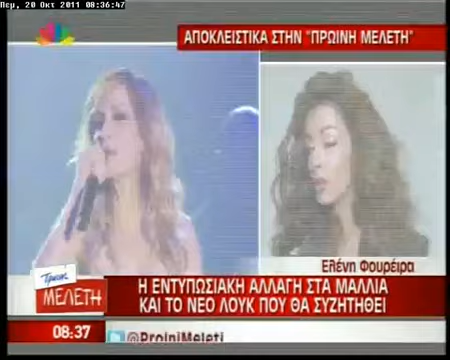 Πεμ, 20 Οκτ 2011 08:36:47
ΑΠΟΚΛΕΙΣΤΙΚΑ ΣΤΗΝ "ΠΡΩΙΝΗ ΜΕΛΕΤΗ"
Ελένη Φουρέιρα
Πρωινή
ΜΕΛΕΤΗ
Η ΕΝΤΥΠΩΣΙΑΚΗ ΑΛΛΑΓΗ ΣΤΑ ΜΑΛΛΙΑ
ΚΑΙ ΤΟ ΝΕΟ ΛΟΥΚ ΠΟΥ ΘΑ ΣΥΖΗΤΗΘΕΙ
08:37
@ProiniMeleti